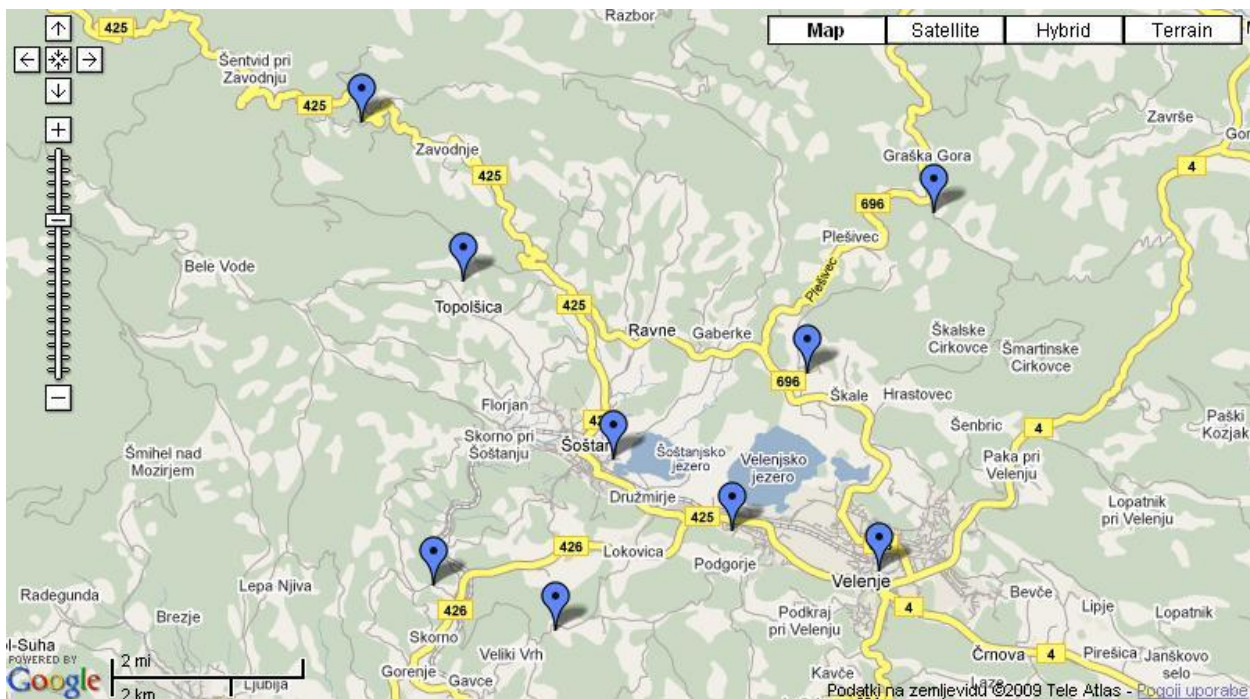 Razbor
425
Map
Satellite
Hybrid
Terrain
Šentvid pri
Zavodnju
425
Završe
Zavodnje
Graška Gora
4
425
696
Plešivec
Bele Vode
Plešivec
Topolšica
425
Ravne
Gaberke
Škalske
Cirkovce
Šmartinske
Cirkovce
696
Škale
Hrastovec
Florjan
Skorno pri
Šoštanju
Šoštanj
Šenbric
4
Paški
Kozjak
Šmihel nad
Mozirjem
Šoštanjsko
jezero
Velenjsko
jezero
Paka pri
Velenju
Družmirje
425
Lopatnik
pri Velenju
426
Lokovica
Podgorje
Velenje
Radegunda
Lepa Njiva
Bevče
Brezje
426
Skorno
4
Lipje
Lopatnik
Podkraj
pri Velenju
ol-Suha
Veliki Vrh
Črnova
4
Pirešica
Janškovo
selo
POWERED BY
Google
2 mi
2 km
Ljubija
Gorenje
Gavce
Kavče
Laze
Podatki na zemljevidu ©2009 Tele Atlas - Pogoji uporabe